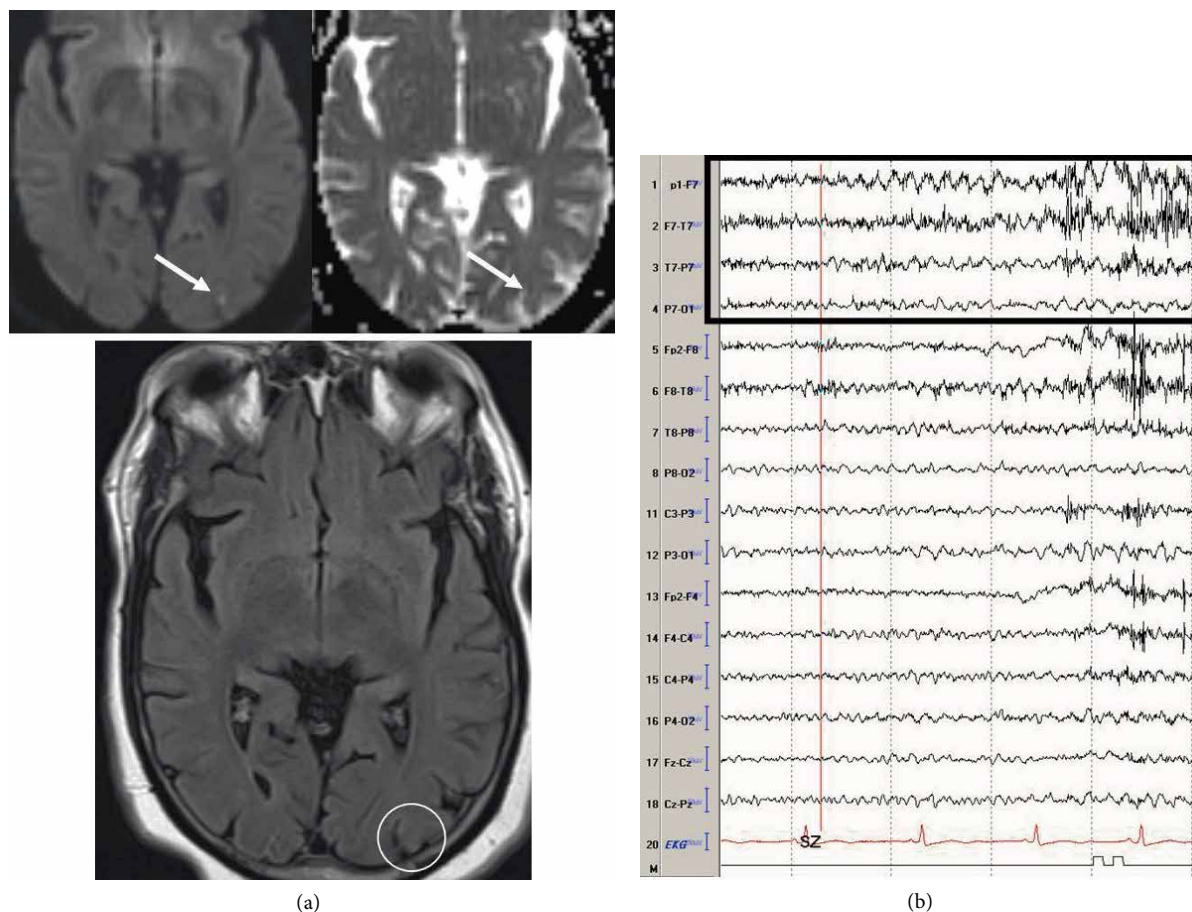 1 p1-F7
2 F7-T7
3 T7-P7
4 P7-O1
5 Fp2-F8
6 F8-T8
7 T8-P8
8 P8-O2
11 C3-P3
12 P3-O1
13 Fp2-F4
14 F4-C4
15 C4-P4
16 P4-O2
17 Fz-Cz
18 Cz-Pz
20 EKG
SZ
M
(a)
(b)